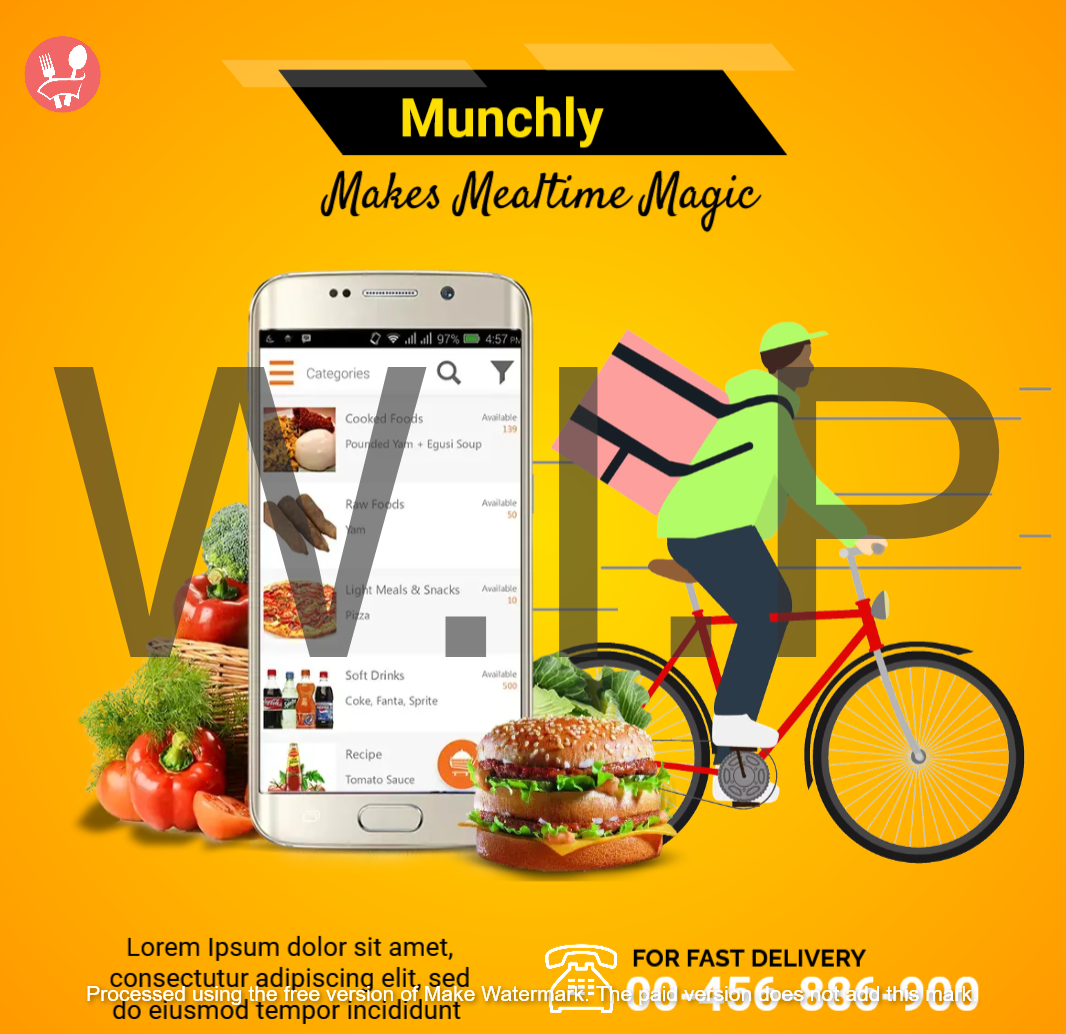 Munchly
Makes Mealtime Magic
97% 4:57 PM
Categories
Cooked Foods
Available
139
Pounded Yam + Egusi Soup
Raw Foods
Available
50
Yam
Light Meals & Snacks
Available
10
Pizza
Soft Drinks
Available
500
Coke, Fanta, Sprite
Recipe
Tomato Sauce
W.I.P
Lorem Ipsum dolor sit amet,
consectutur adipiscing elit, sed
do eiusmod tempor incididunt
FOR FAST DELIVERY
00-456-886-900
Processed using the free version of Make Watermark. The paid version does not add this mark.